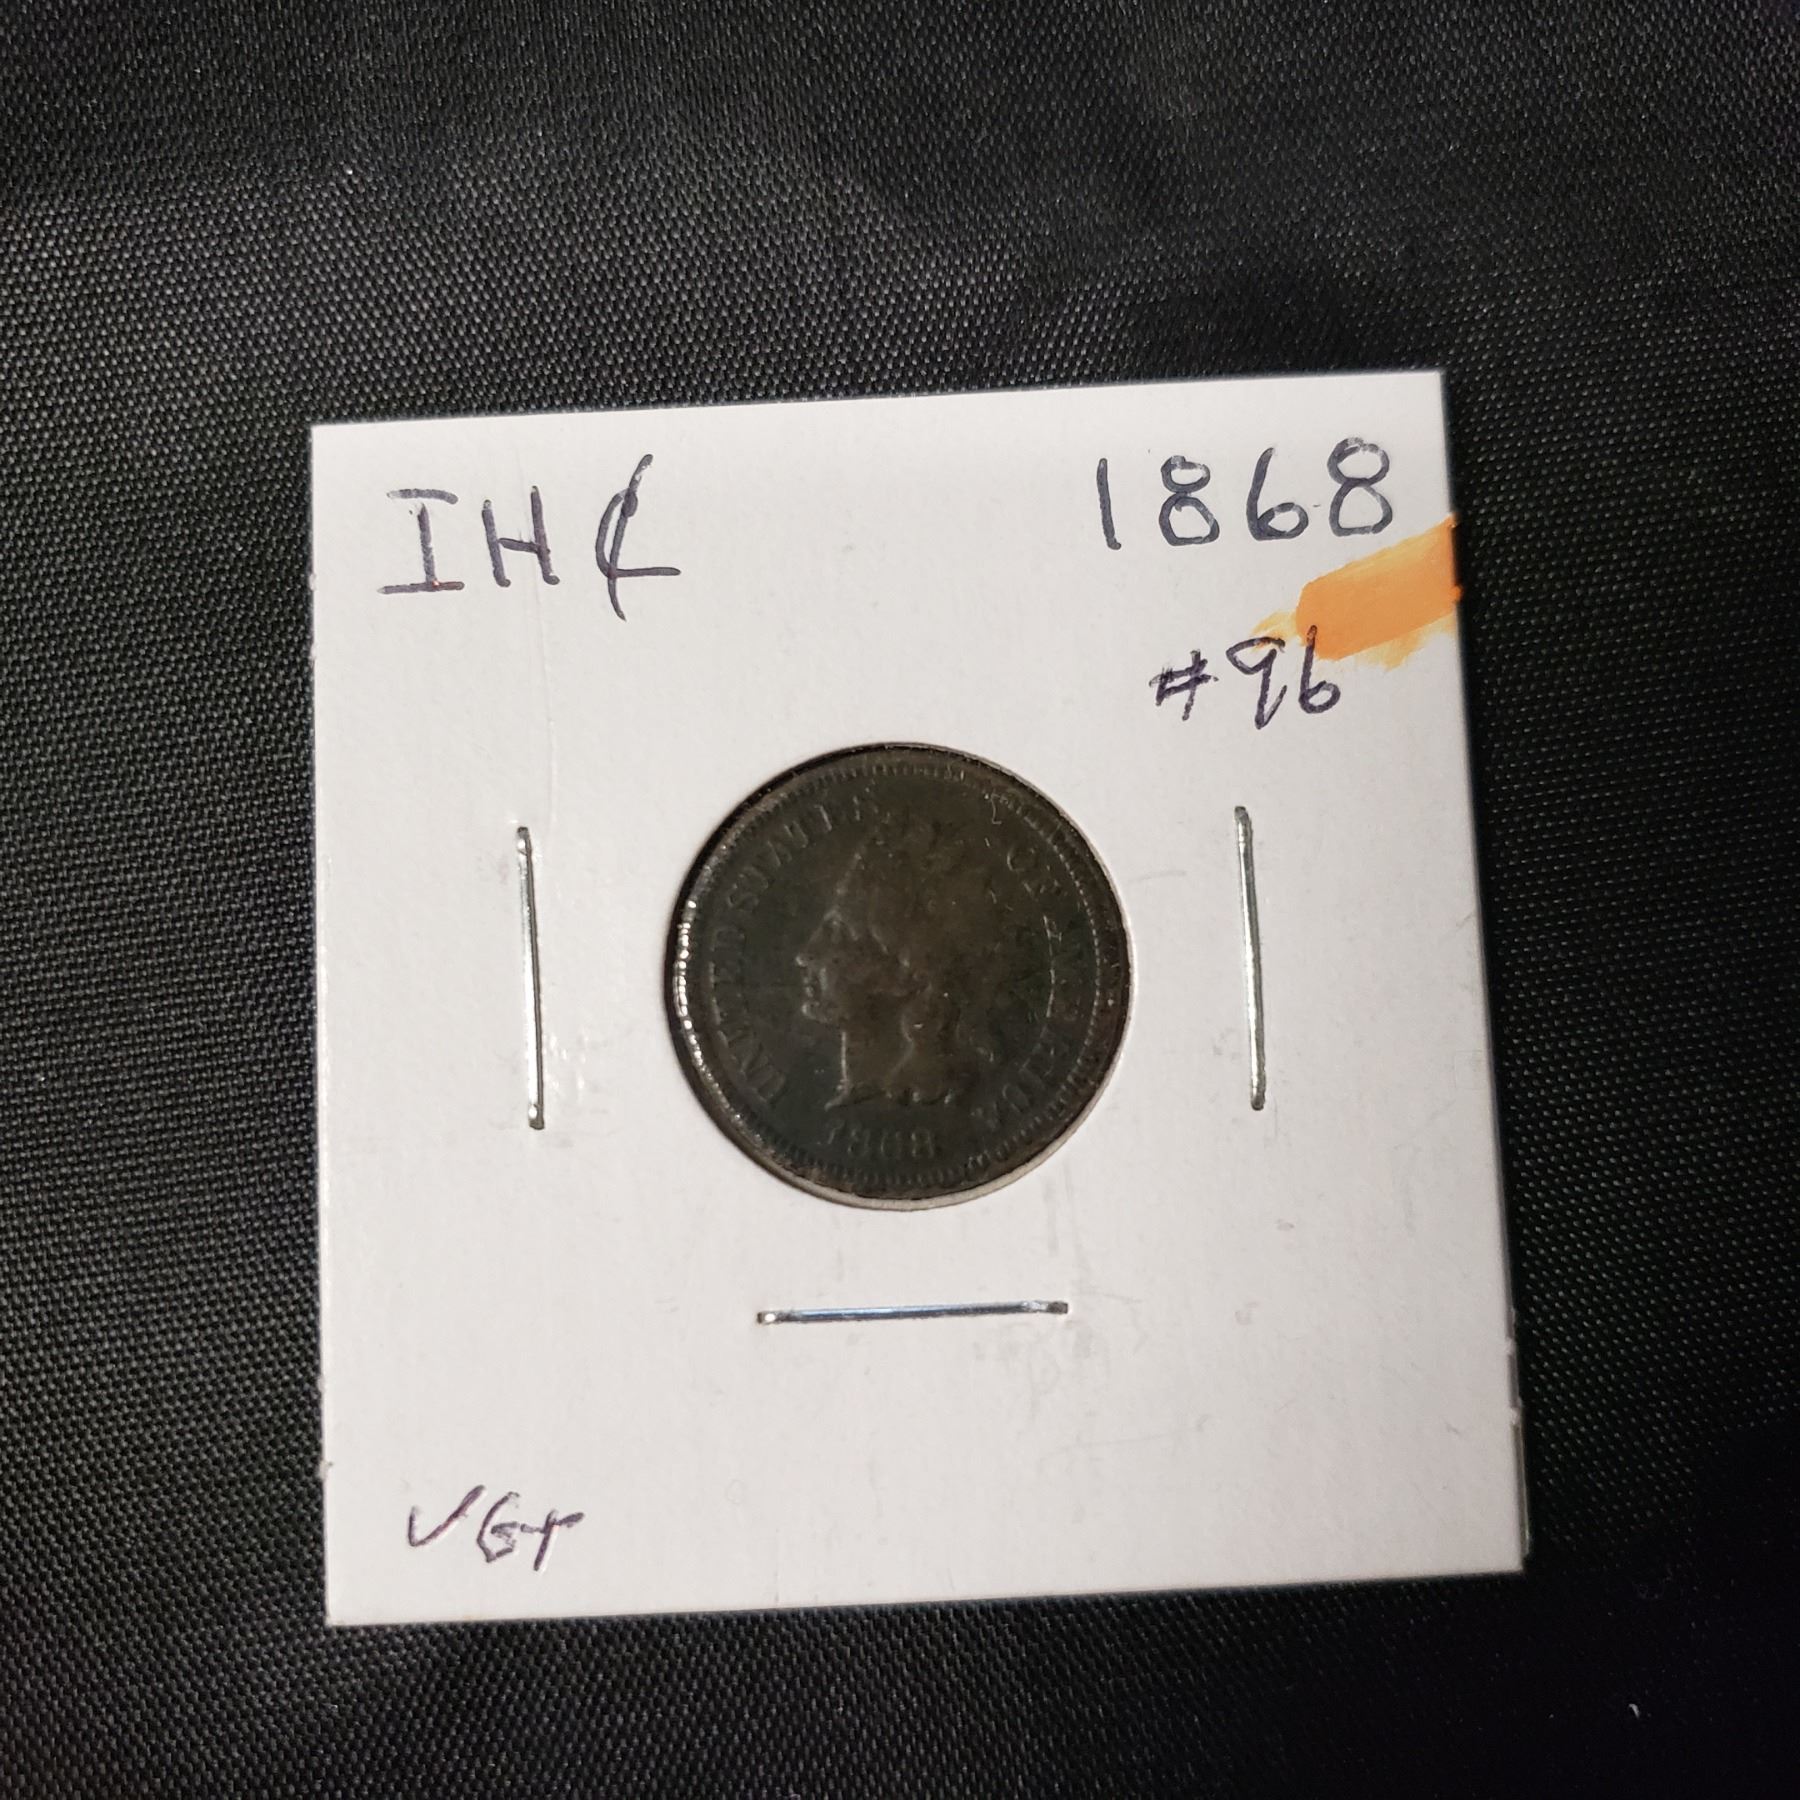 IH¢ 1868
#96
UNITED STATES OF AMERICA
1868
VG+